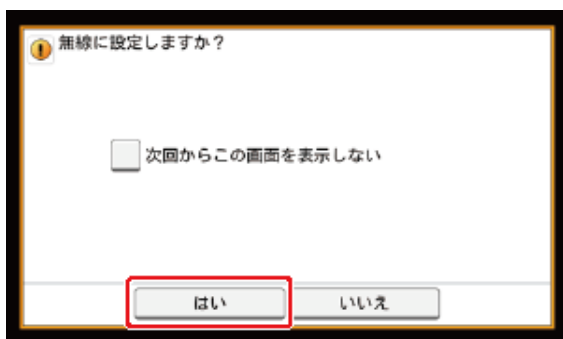 無線に設定しますか？
次回からこの画面を表示しない
はい
いいえ